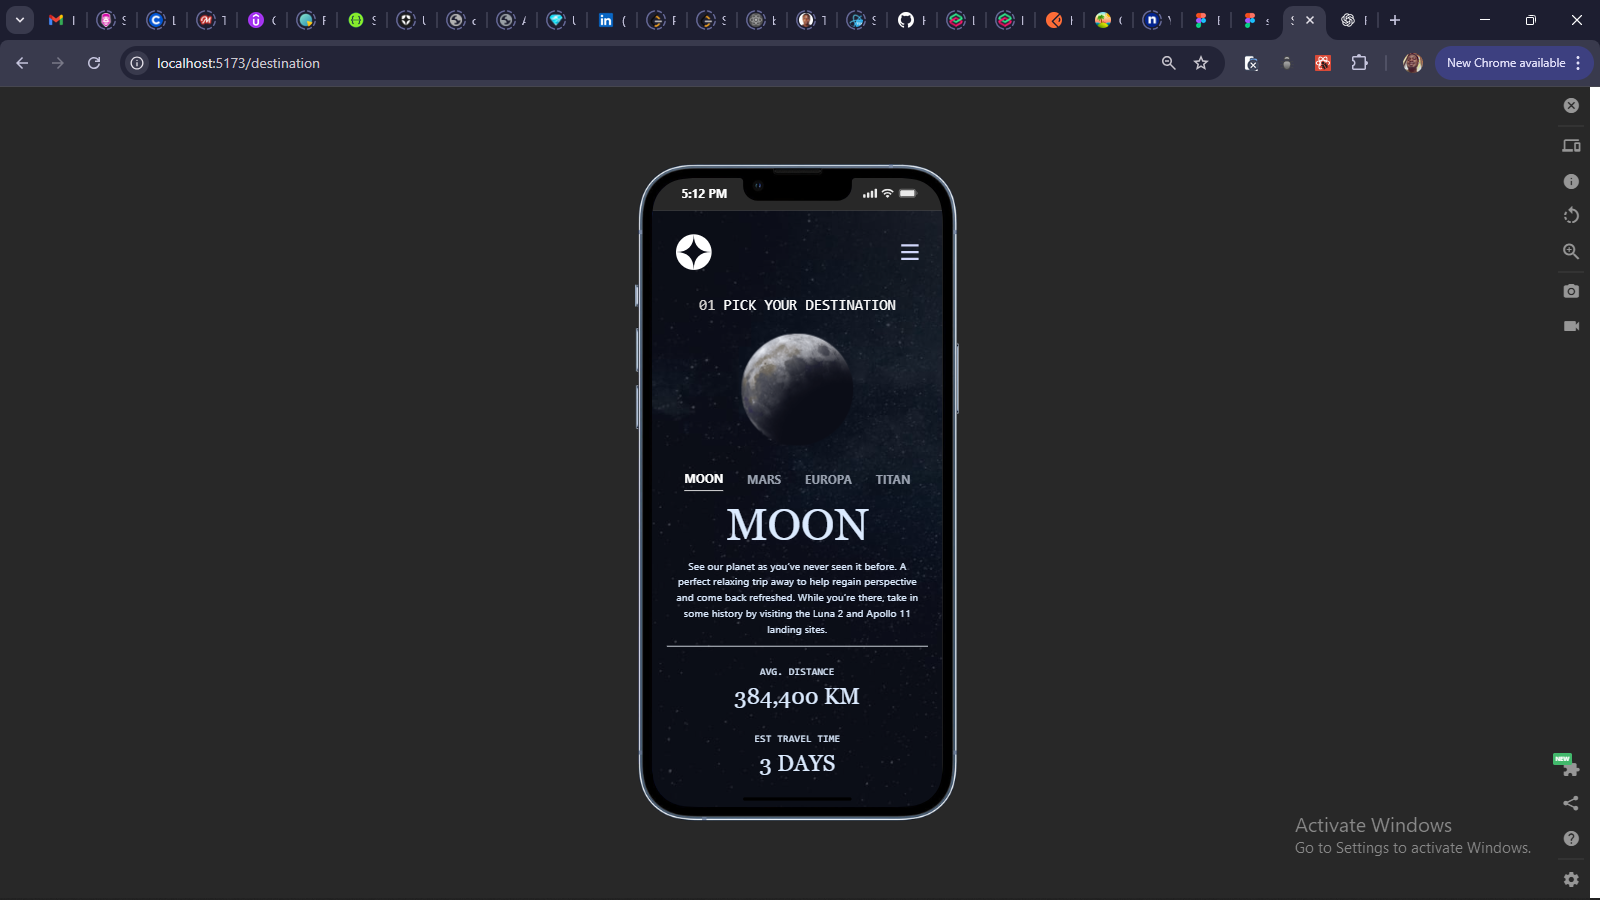 localhost:5173/destination
New Chrome available
5:12 PM
01 PICK YOUR DESTINATION
MOON MARS EUROPA TITAN
MOON
See our planet as you've never seen it before. A
perfect relaxing trip away to help regain perspective
and come back refreshed. While you're there, take in
some history by visiting the Luna 2 and Apollo 11
landing sites.
AVG. DISTANCE
384,400 KM
EST TRAVEL TIME
3 DAYS
NEW
Activate Windows
Go to Settings to activate Windows.